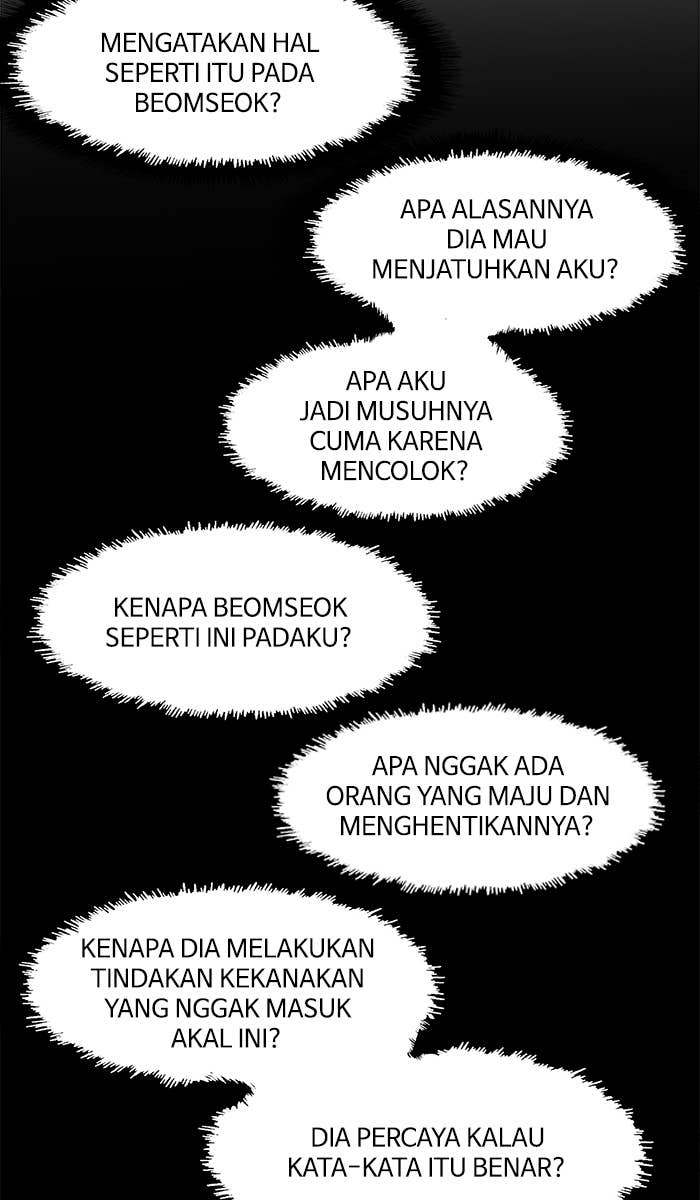 MENGATAKAN HAL
SEPERTI ITU PADA
BEOMSEOK?
APA ALASANNYA
DIA MAU
MENJATUHKAN AKU?
APA AKU
JADI MUSUHNYA
CUMA KARENA
MENCOLOK?
KENAPA BEOMSEOK
SEPERTI INI PADAKU?
APA NGGAK ADA
ORANG YANG MAJU DAN
MENGHENTIKANNYA?
KENAPA DIA MELAKUKAN
TINDAKAN KEKANAKAN
YANG NGGAK MASUK
AKAL INI?
DIA PERCAYA KALAU
KATA-KATA ITU BENAR?